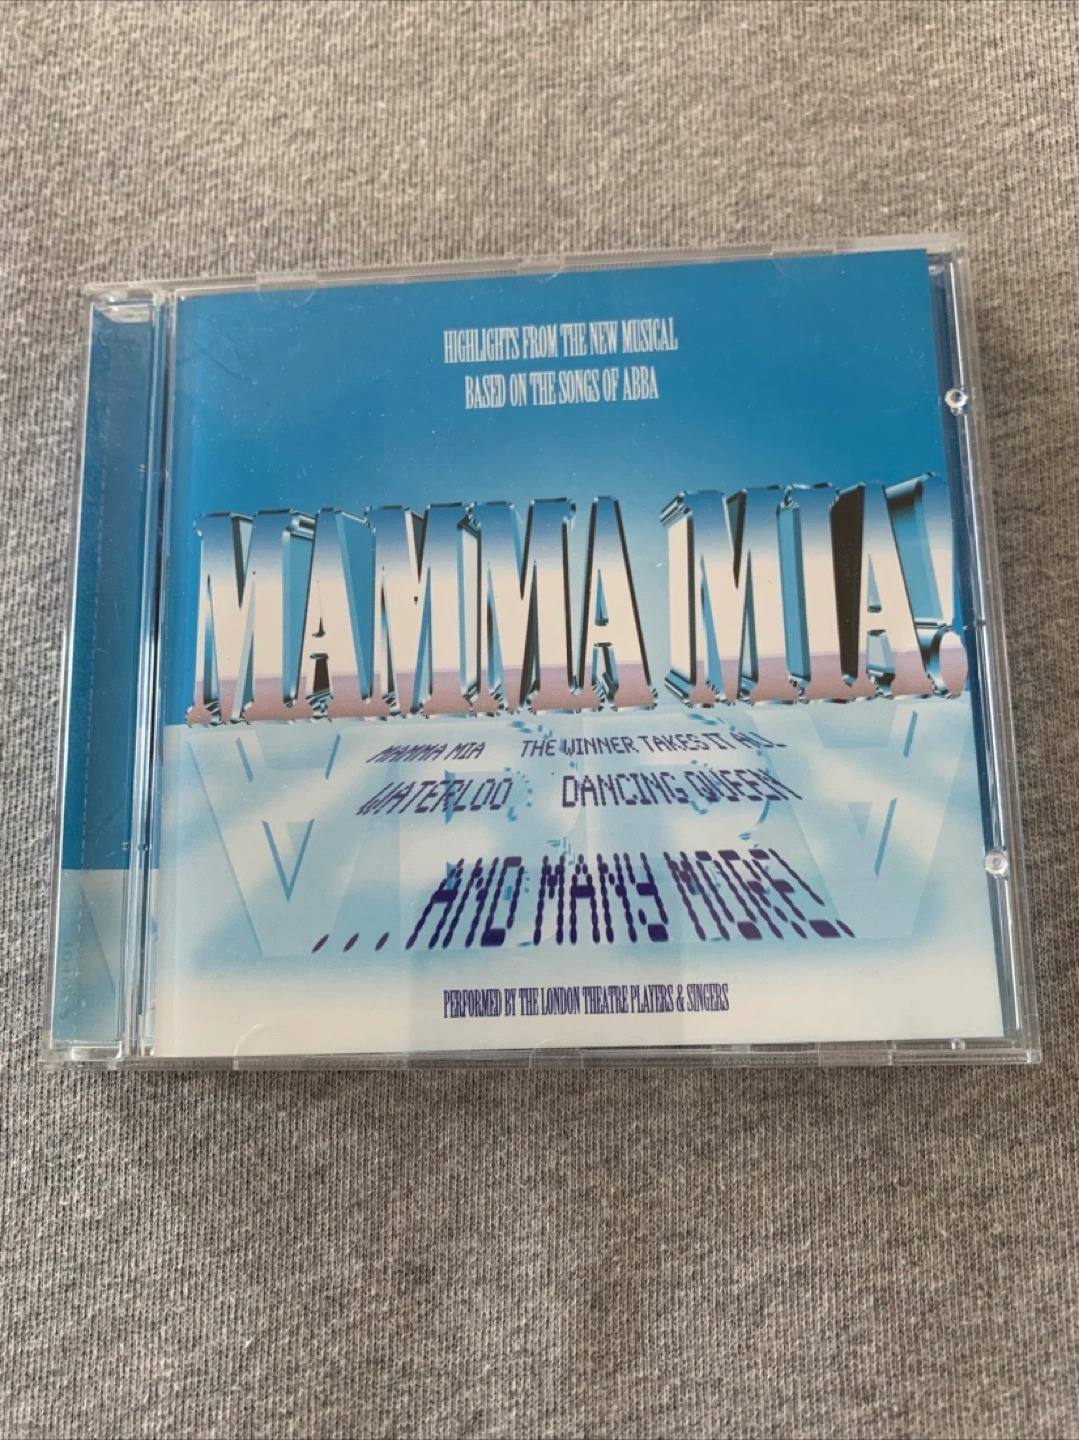 HIGHLIGHTS FROM THE NEW MUSICAL
BASED ON THE SONGS OF ABBA
MAMMA MIA!
MAMMA MIA THE WINNER TAKES IT ALL
WATERLOO DANCING QUEEN
...AND MANY MORE!
PERFORMED BY THE LONDON THEATRE PLAYERS & SINGERS